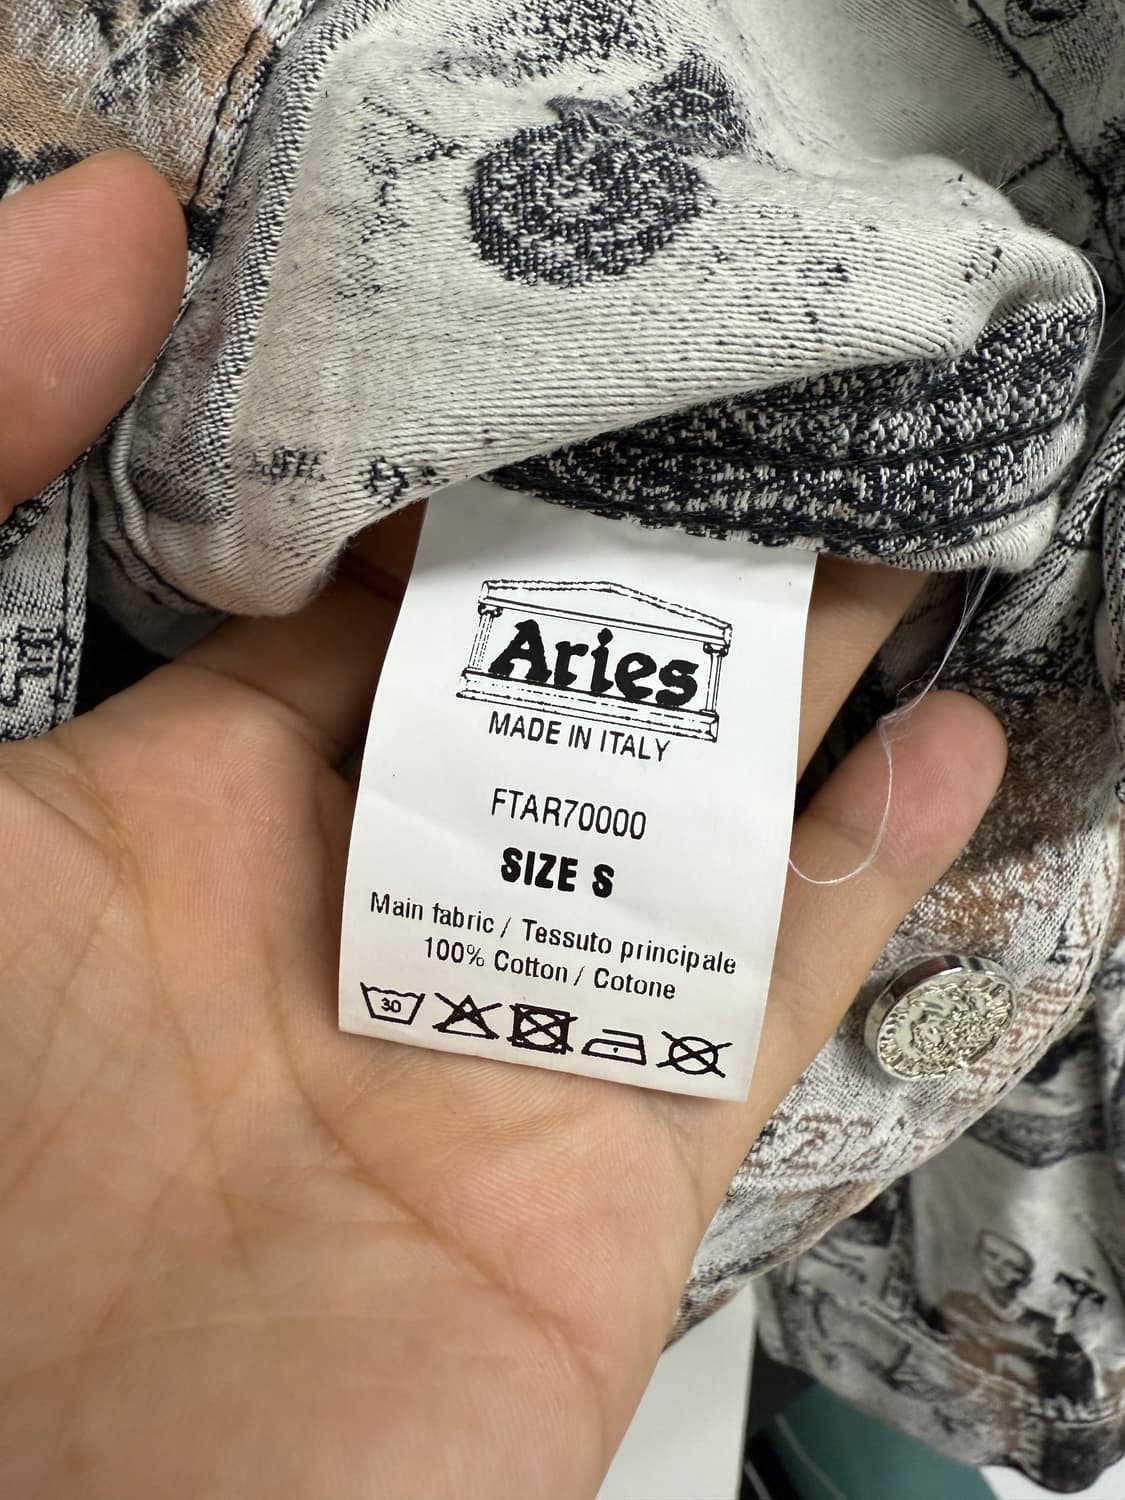 Aries
MADE IN ITALY
FTAR70000
SIZE S
Main fabric / Tessuto principale
100% Cotton / Cotone
30